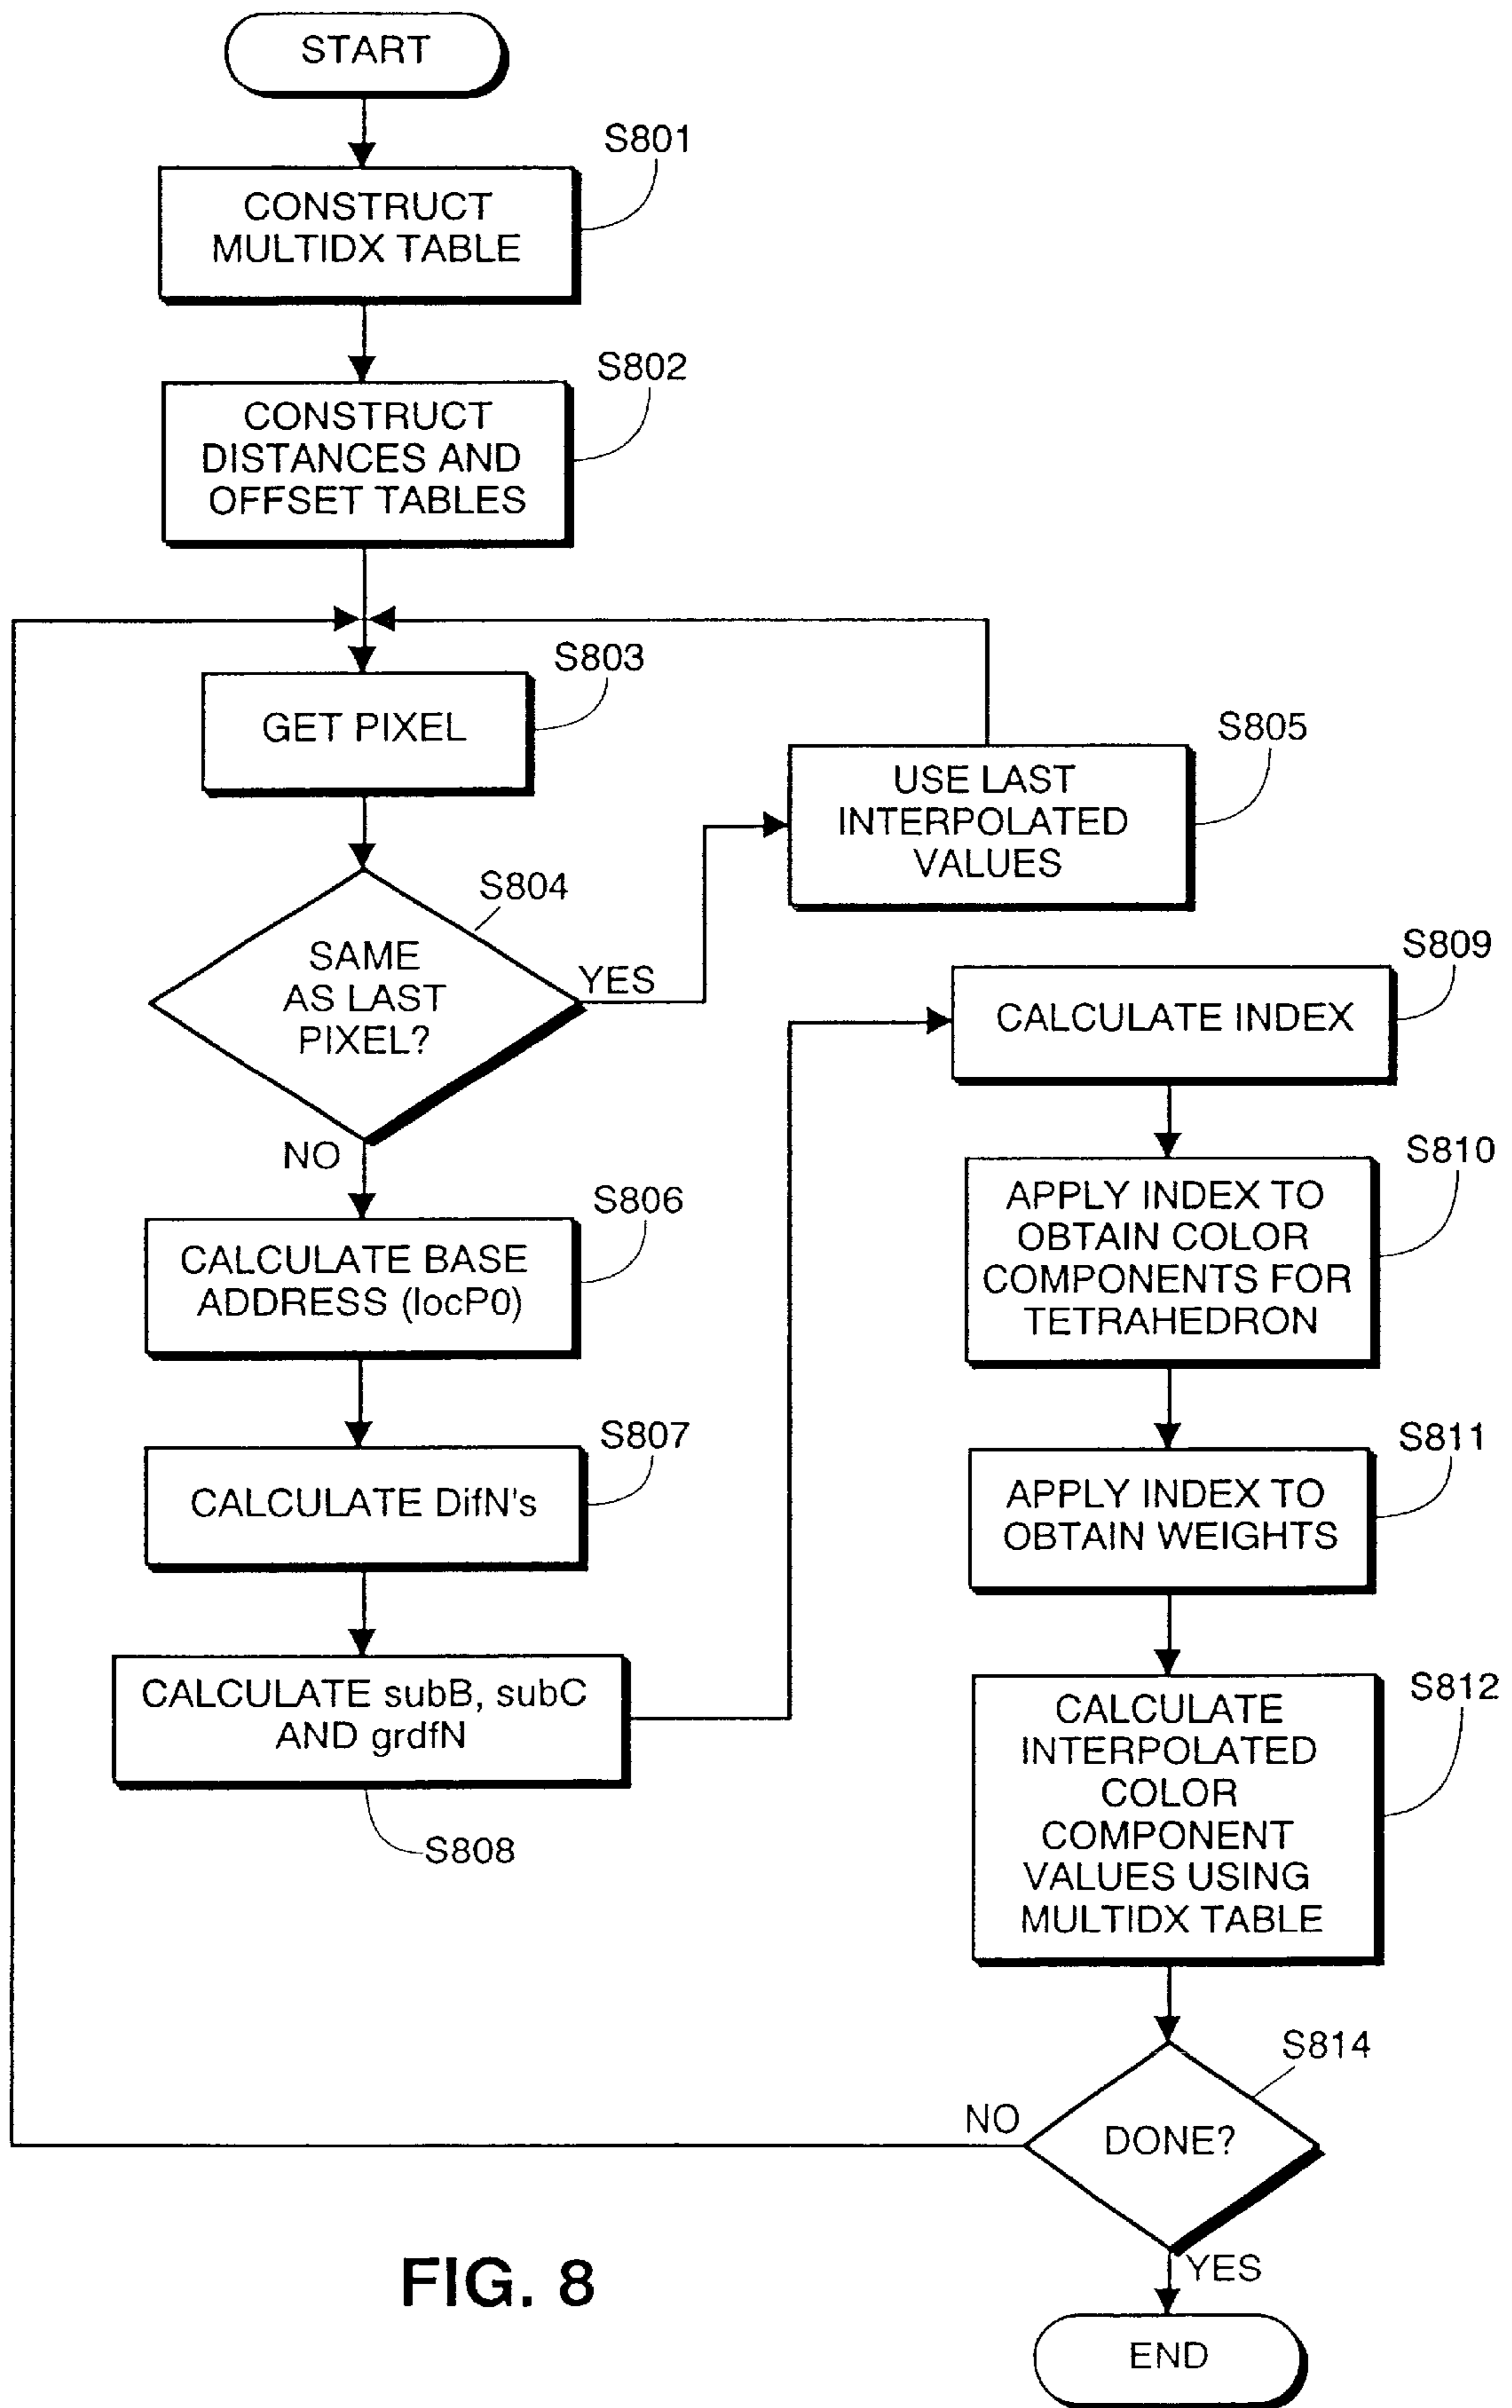 START
S801
CONSTRUCT
MULTIDX TABLE
S802
CONSTRUCT
DISTANCES AND
OFFSET TABLES
S803
GET PIXEL
S804
SAME
AS LAST
PIXEL?
YES
NO
S805
USE LAST
INTERPOLATED
VALUES
S806
CALCULATE BASE
ADDRESS (locP0)
S807
CALCULATE DifN's
CALCULATE subB, subC
AND grdfN
S808
S809
CALCULATE INDEX
S810
APPLY INDEX TO
OBTAIN COLOR
COMPONENTS FOR
TETRAHEDRON
S811
APPLY INDEX TO
OBTAIN WEIGHTS
S812
CALCULATE
INTERPOLATED
COLOR
COMPONENT
VALUES USING
MULTIDX TABLE
S814
NO
DONE?
YES
END
FIG. 8